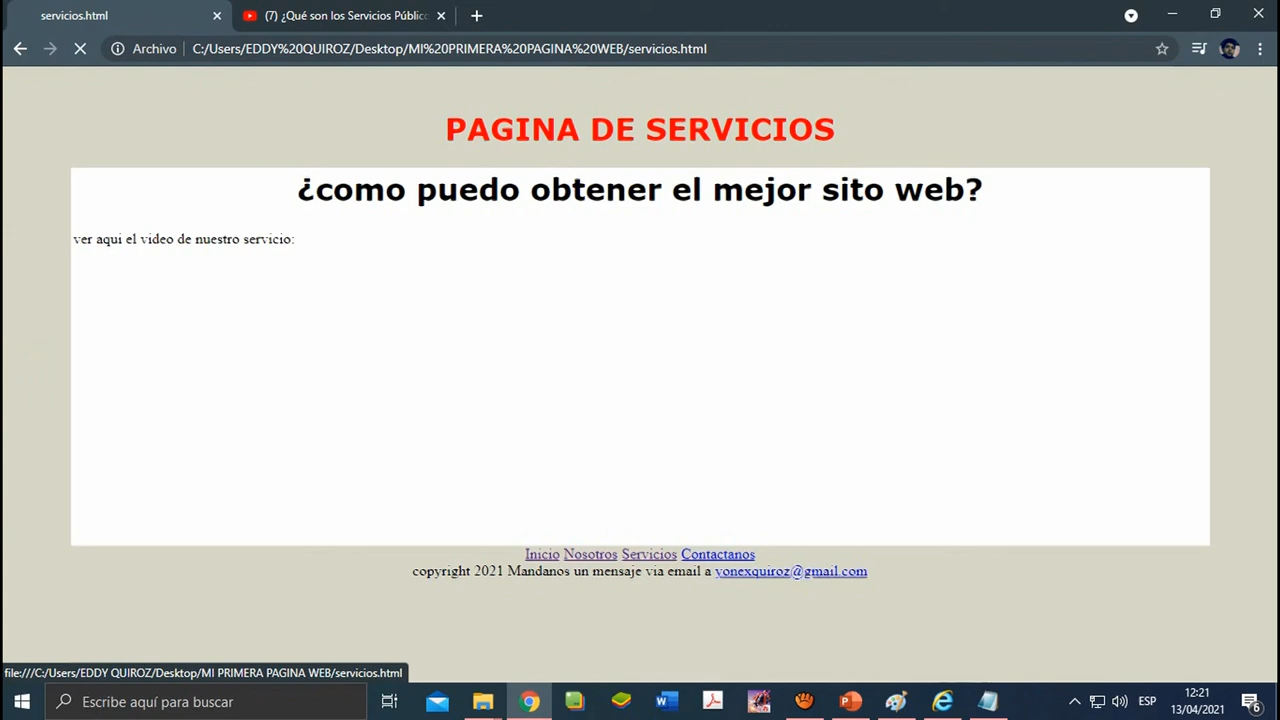 servicios.html
(7) ¿Qué son los Servicios Públic
Archivo
C:/Users/EDDY%20QUIROZ/Desktop/MI%20PRIMERA%20PAGINA%20WEB/servicios.html
PAGINA DE SERVICIOS
¿como puedo obtener el mejor sito web?
ver aqui el video de nuestro servicio:
Inicio Nosotros Servicios Contactanos
copyright 2021 Mandanos un mensaje via email a yonexquiroz@gmail.com
file:///C:/Users/EDDY QUIROZ/Desktop/MI PRIMERA PAGINA WEB/servicios.html
Escribe aquí para buscar
ESP
12:21
13/04/2021
6